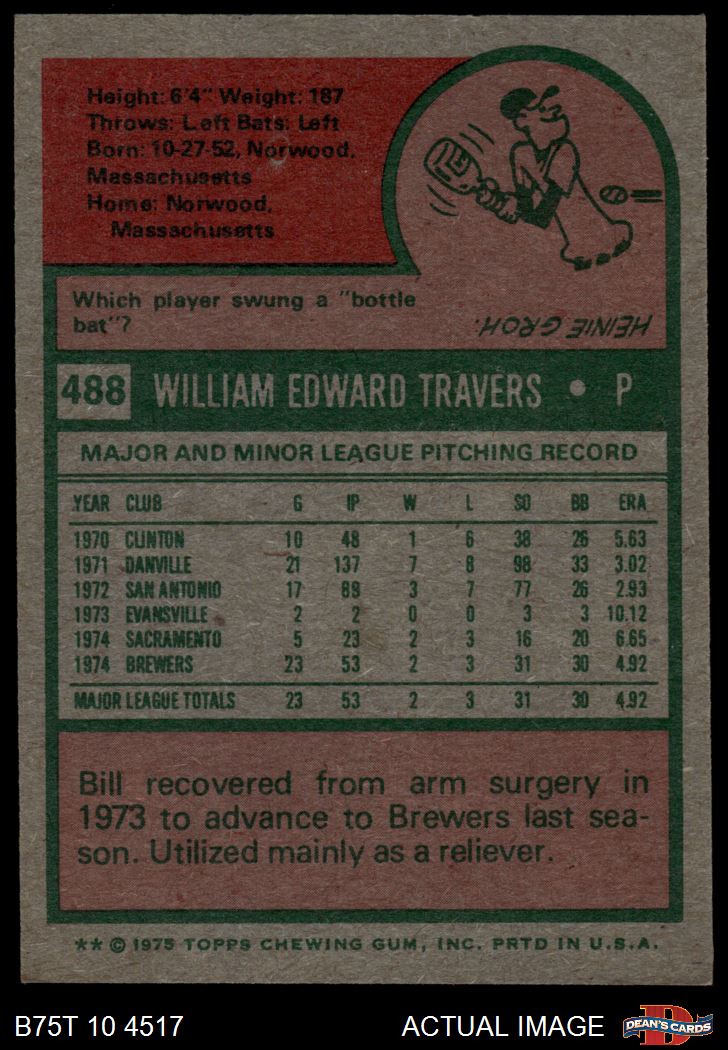 Height: 6'4" Weight: 187
Throws: Left Bats: Left
Born: 10-27-52, Norwood,
Massachusetts
Home: Norwood,
Massachusetts
Which player swung a "bottle
bat"?
HEINIE GROH.
488 WILLIAM EDWARD TRAVERS • P
MAJOR AND MINOR LEAGUE PITCHING RECORD
YEAR CLUB G IP W L SO BB ERA
1970 CLINTON 10 48 1 6 38 26 5.63
1971 DANVILLE 21 137 7 8 98 33 3.02
1972 SAN ANTONIO 17 89 3 7 77 26 2.93
1973 EVANSVILLE 2 2 0 0 3 3 10.12
1974 SACRAMENTO 5 23 2 3 16 20 6.65
1974 BREWERS 23 53 2 3 31 30 4.92
MAJOR LEAGUE TOTALS 23 53 2 3 31 30 4.92
Bill recovered from arm surgery in
1973 to advance to Brewers last sea-
son. Utilized mainly as a reliever.
** © 1975 TOPPS CHEWING GUM, INC. PRTD IN U.S.A.
B75T 10 4517 ACTUAL IMAGE
D
DEAN'S CARDS